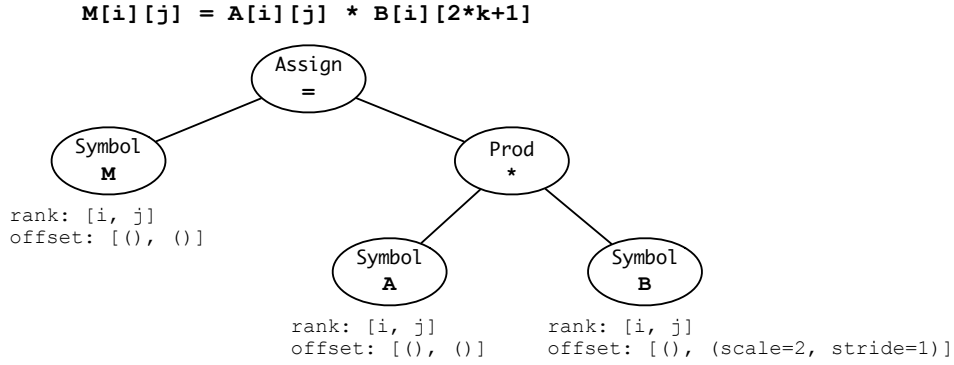 M[i][j] = A[i][j] * B[i][2*k+1]
Assign
=
Symbol
M
Prod
*
rank: [i, j]
offset: [(), ()]
Symbol
A
Symbol
B
rank: [i, j]
offset: [(), ()]
rank: [i, j]
offset: [(), (scale=2, stride=1)]